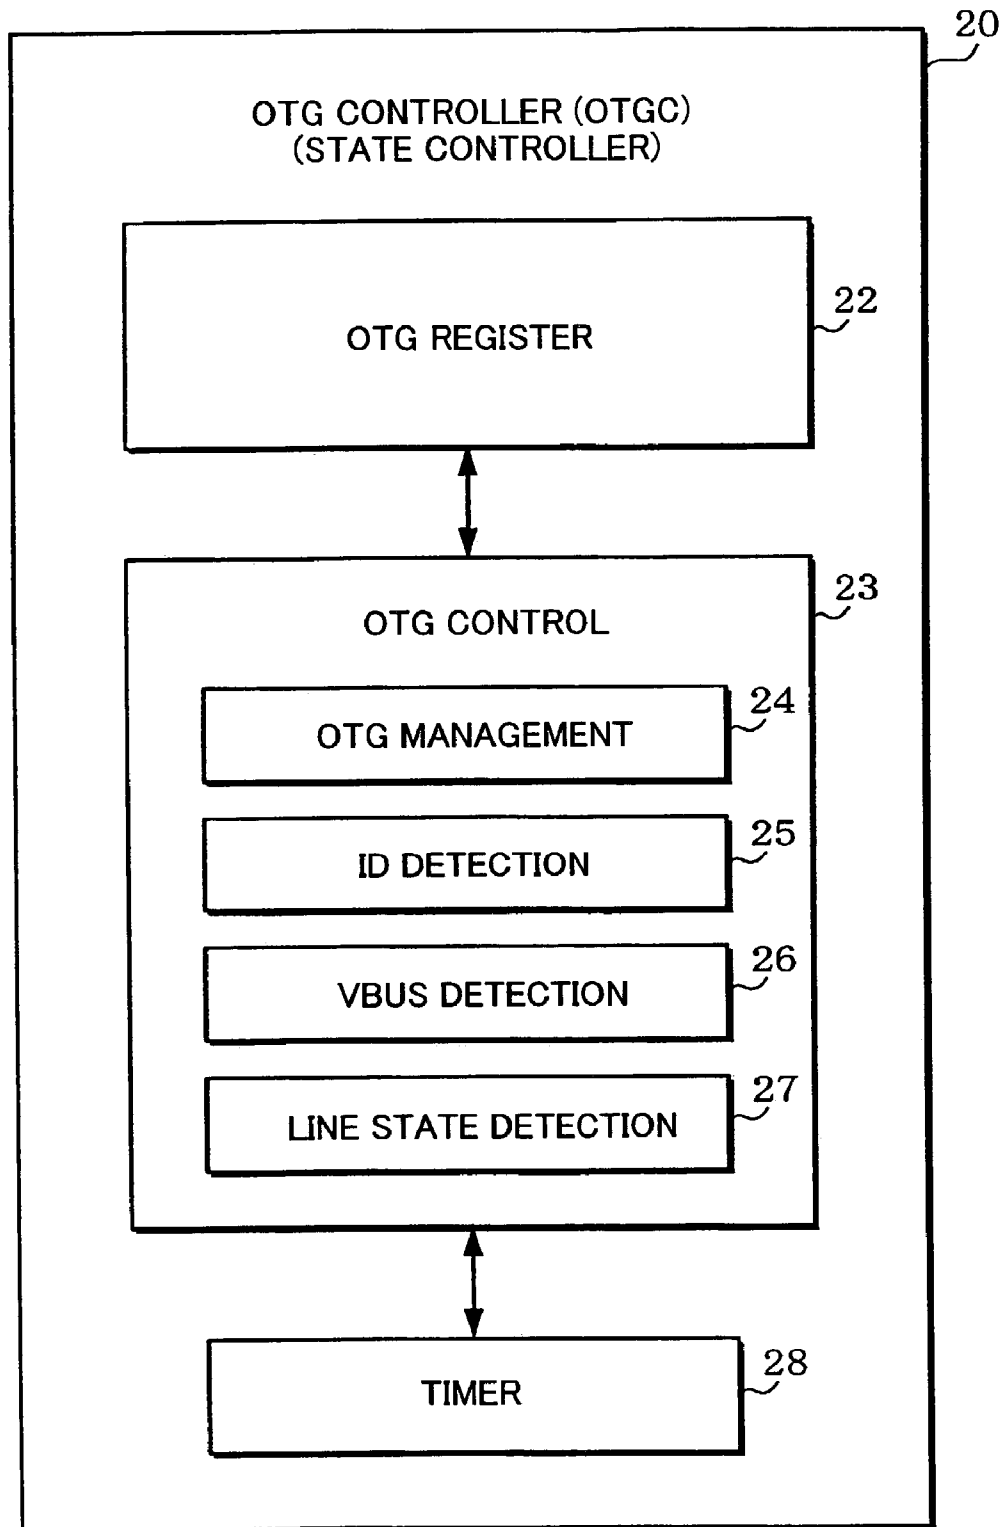 20
OTG CONTROLLER (OTGC)
(STATE CONTROLLER)
22
OTG REGISTER
23
OTG CONTROL
24
OTG MANAGEMENT
25
ID DETECTION
26
VBUS DETECTION
27
LINE STATE DETECTION
28
TIMER